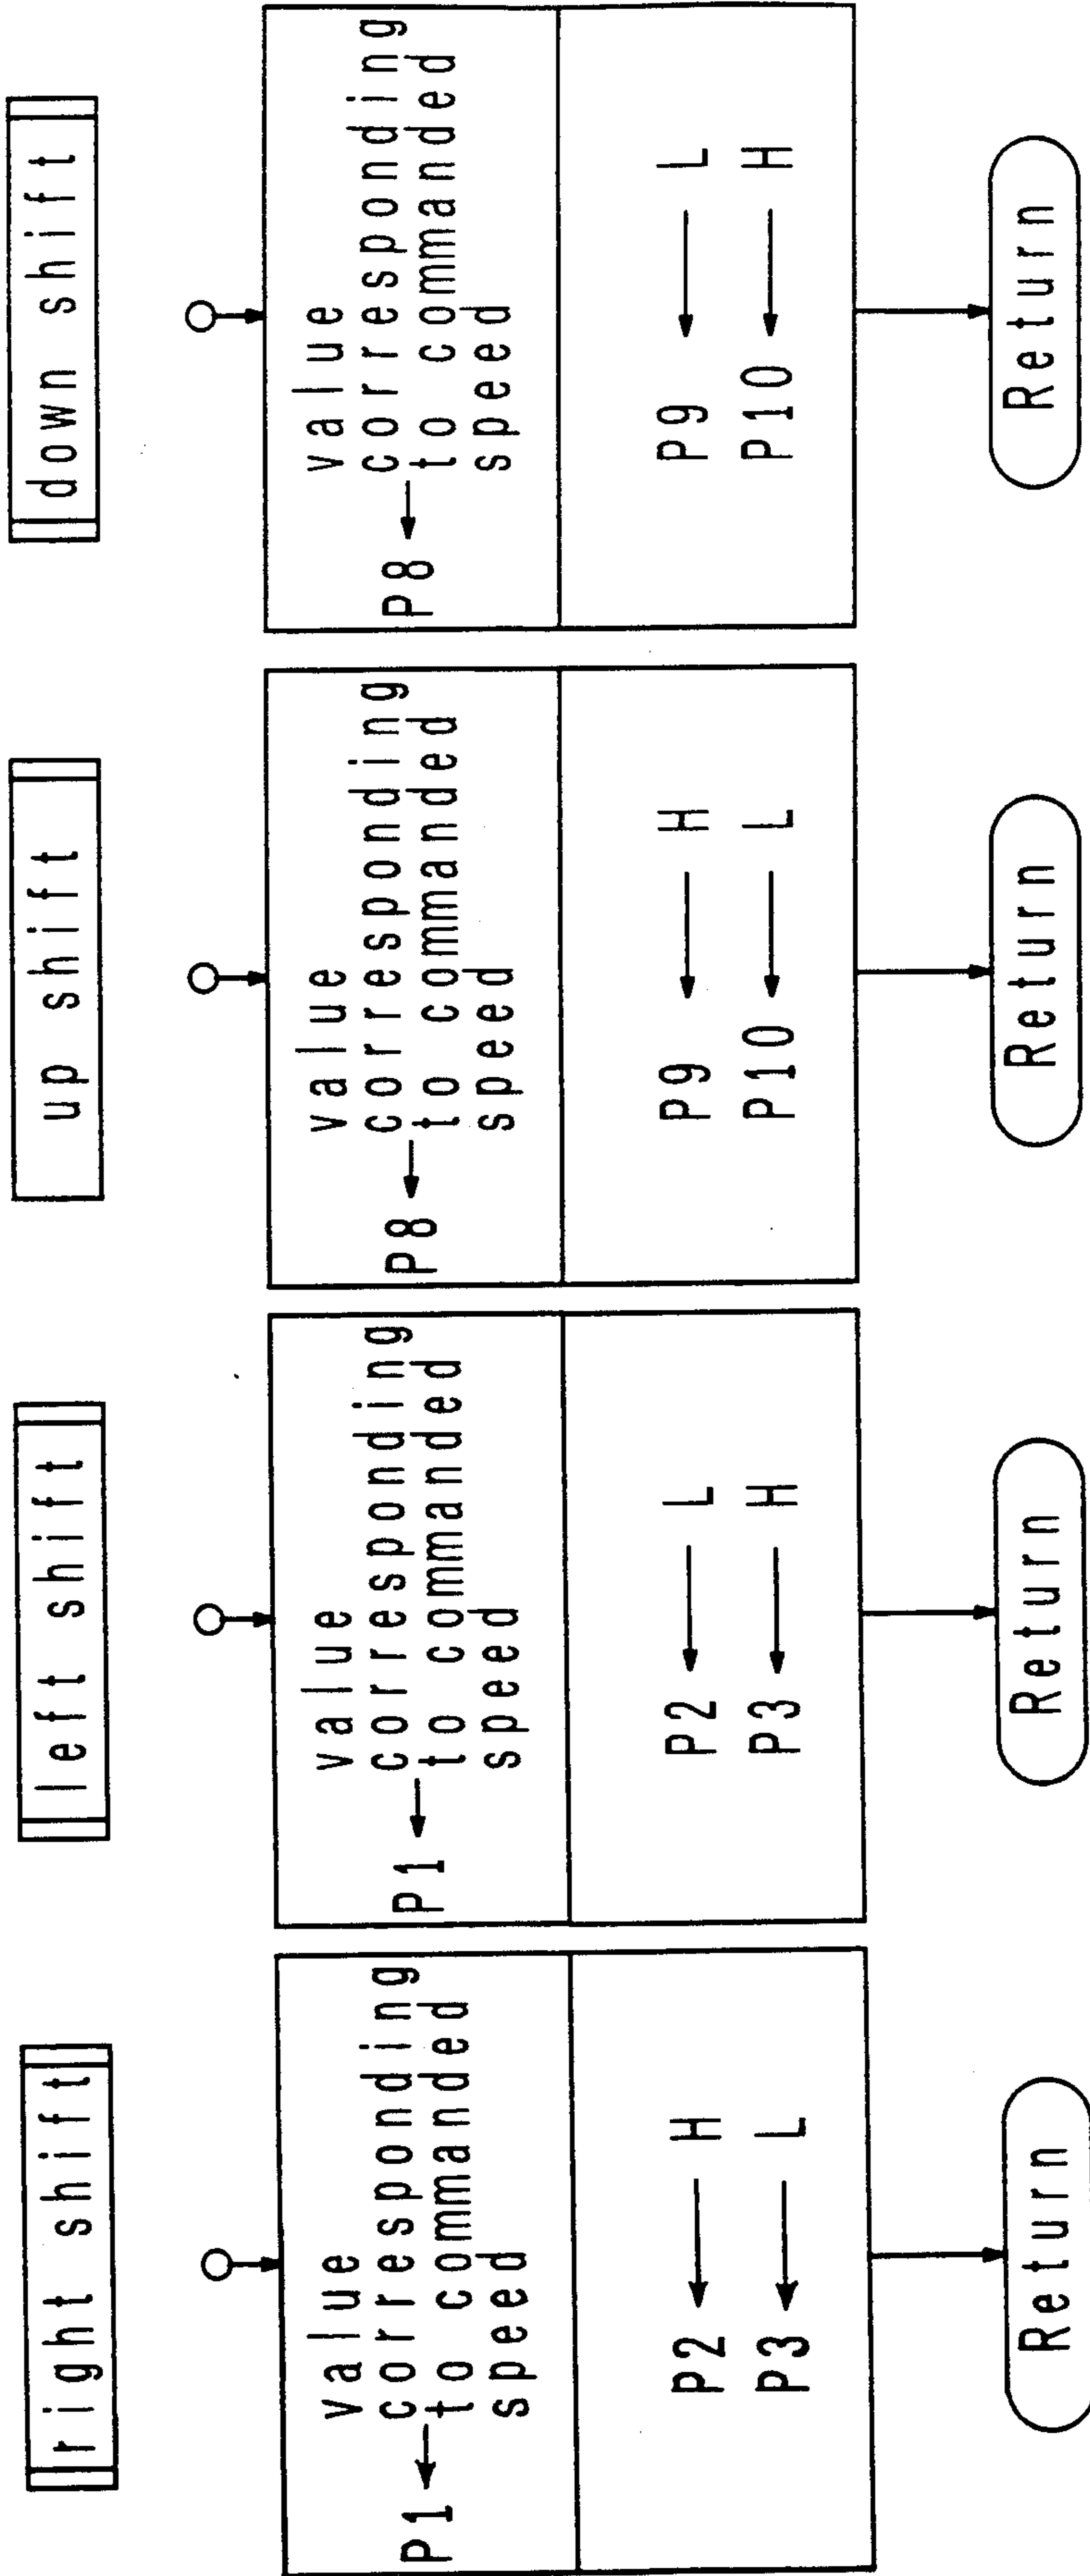 right shift
P1 ← value
corresponding
to commanded
speed
P2 ← H
P3 ← L
Return
left shift
P1 ← value
corresponding
to commanded
speed
P2 ← L
P3 ← H
Return
up shift
P8 ← value
corresponding
to commanded
speed
P9 ← H
P10 ← L
Return
down shift
P8 ← value
corresponding
to commanded
speed
P9 ← L
P10 ← H
Return